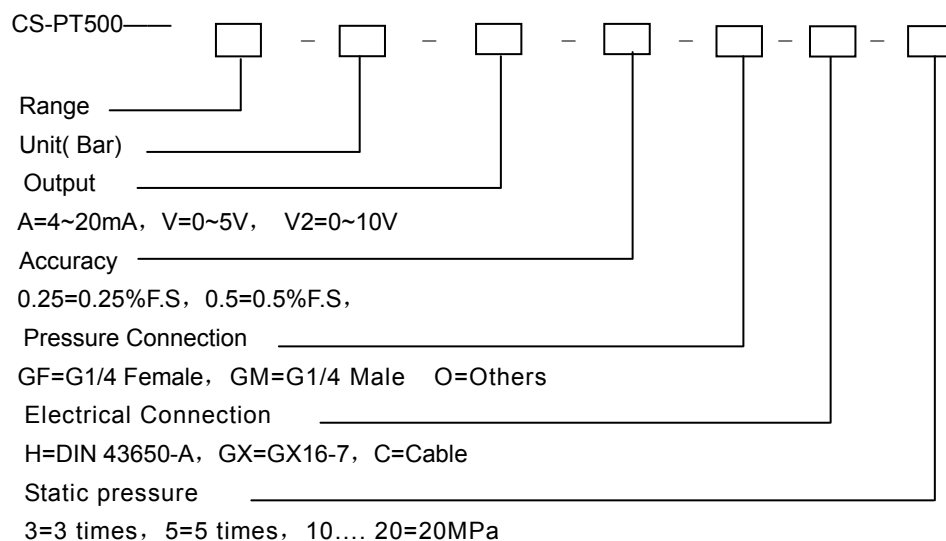 CS-PT500—— – – – – – –
Range
Unit( Bar)
Output
A=4~20mA，V=0~5V， V2=0~10V
Accuracy
0.25=0.25%F.S，0.5=0.5%F.S，
Pressure Connection
GF=G1/4 Female，GM=G1/4 Male O=Others
Electrical Connection
H=DIN 43650-A，GX=GX16-7，C=Cable
Static pressure
3=3 times，5=5 times，10…. 20=20MPa